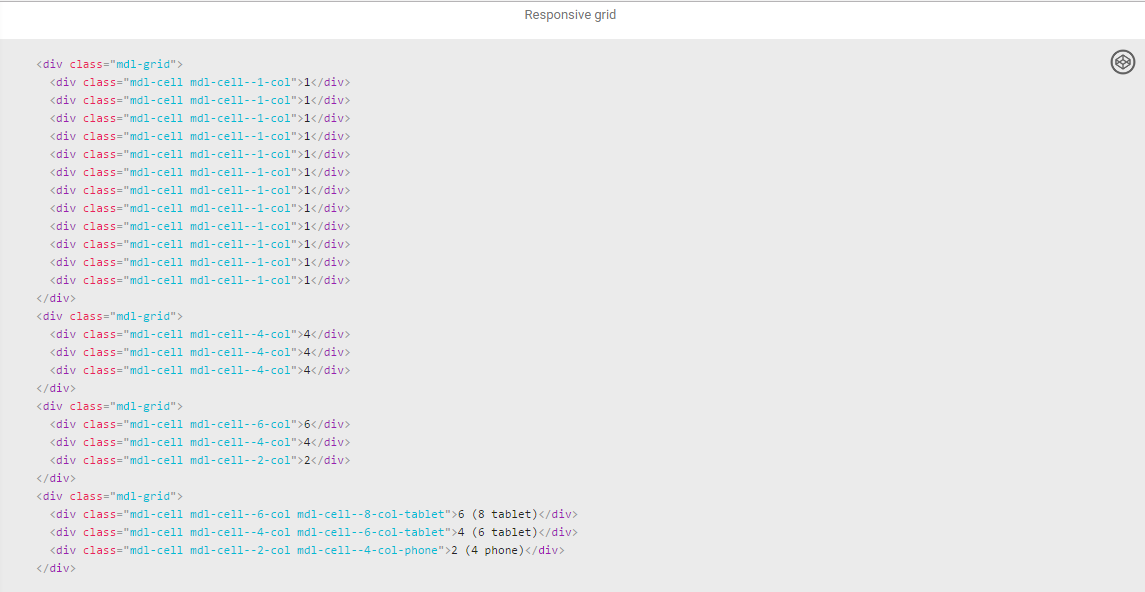 Responsive grid
<div class="mdl-grid">
  <div class="mdl-cell mdl-cell--1-col">1</div>
  <div class="mdl-cell mdl-cell--1-col">1</div>
  <div class="mdl-cell mdl-cell--1-col">1</div>
  <div class="mdl-cell mdl-cell--1-col">1</div>
  <div class="mdl-cell mdl-cell--1-col">1</div>
  <div class="mdl-cell mdl-cell--1-col">1</div>
  <div class="mdl-cell mdl-cell--1-col">1</div>
  <div class="mdl-cell mdl-cell--1-col">1</div>
  <div class="mdl-cell mdl-cell--1-col">1</div>
  <div class="mdl-cell mdl-cell--1-col">1</div>
  <div class="mdl-cell mdl-cell--1-col">1</div>
  <div class="mdl-cell mdl-cell--1-col">1</div>
</div>
<div class="mdl-grid">
  <div class="mdl-cell mdl-cell--4-col">4</div>
  <div class="mdl-cell mdl-cell--4-col">4</div>
  <div class="mdl-cell mdl-cell--4-col">4</div>
</div>
<div class="mdl-grid">
  <div class="mdl-cell mdl-cell--6-col">6</div>
  <div class="mdl-cell mdl-cell--4-col">4</div>
  <div class="mdl-cell mdl-cell--2-col">2</div>
</div>
<div class="mdl-grid">
  <div class="mdl-cell mdl-cell--6-col mdl-cell--8-col-tablet">6 (8 tablet)</div>
  <div class="mdl-cell mdl-cell--4-col mdl-cell--6-col-tablet">4 (6 tablet)</div>
  <div class="mdl-cell mdl-cell--2-col mdl-cell--4-col-phone">2 (4 phone)</div>
</div>